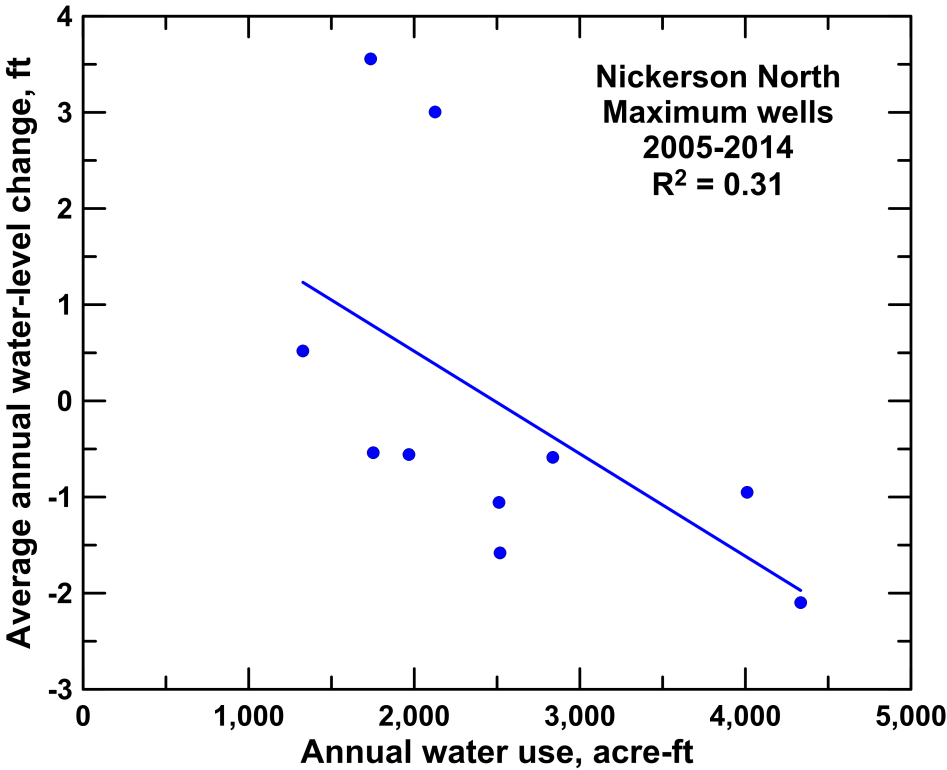 Nickerson North
Maximum wells
2005-2014
R² = 0.31
Average annual water-level change, ft
4
3
2
1
0
-1
-2
-3
0 1,000 2,000 3,000 4,000 5,000
Annual water use, acre-ft